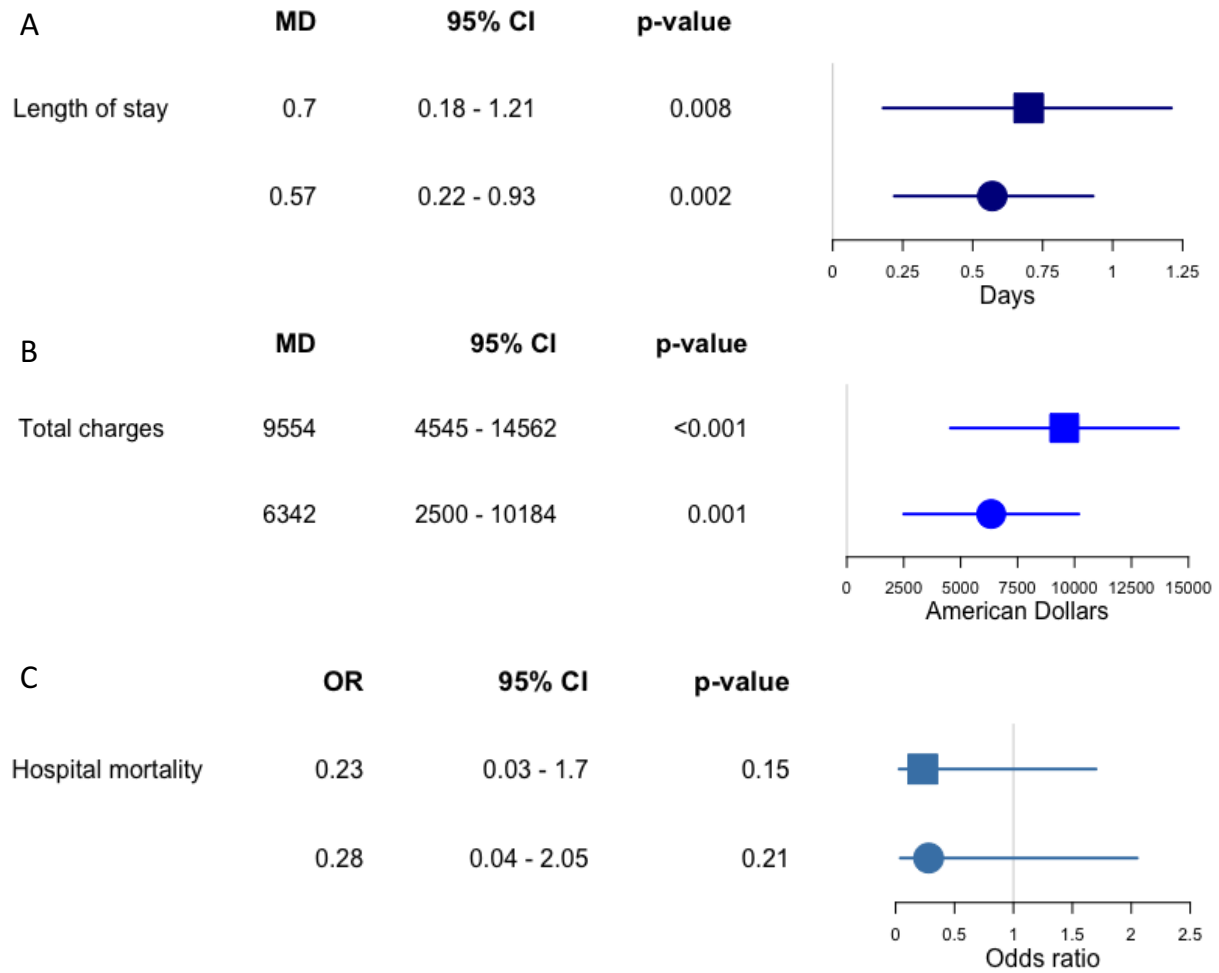 A MD 95% CI p-value
Length of stay 0.7 0.18 - 1.21 0.008
0.57 0.22 - 0.93 0.002
0 0.25 0.5 0.75 1 1.25
Days
B MD 95% CI p-value
Total charges 9554 4545 - 14562 <0.001
6342 2500 - 10184 0.001
0 2500 5000 7500 10000 12500 15000
American Dollars
C OR 95% CI p-value
Hospital mortality 0.23 0.03 - 1.7 0.15
0.28 0.04 - 2.05 0.21
0 0.5 1 1.5 2 2.5
Odds ratio